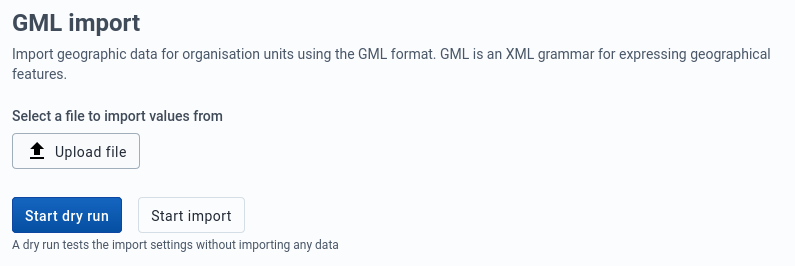 GML import
Import geographic data for organisation units using the GML format. GML is an XML grammar for expressing geographical
features.
Select a file to import values from
Upload file
Start dry run
Start import
A dry run tests the import settings without importing any data